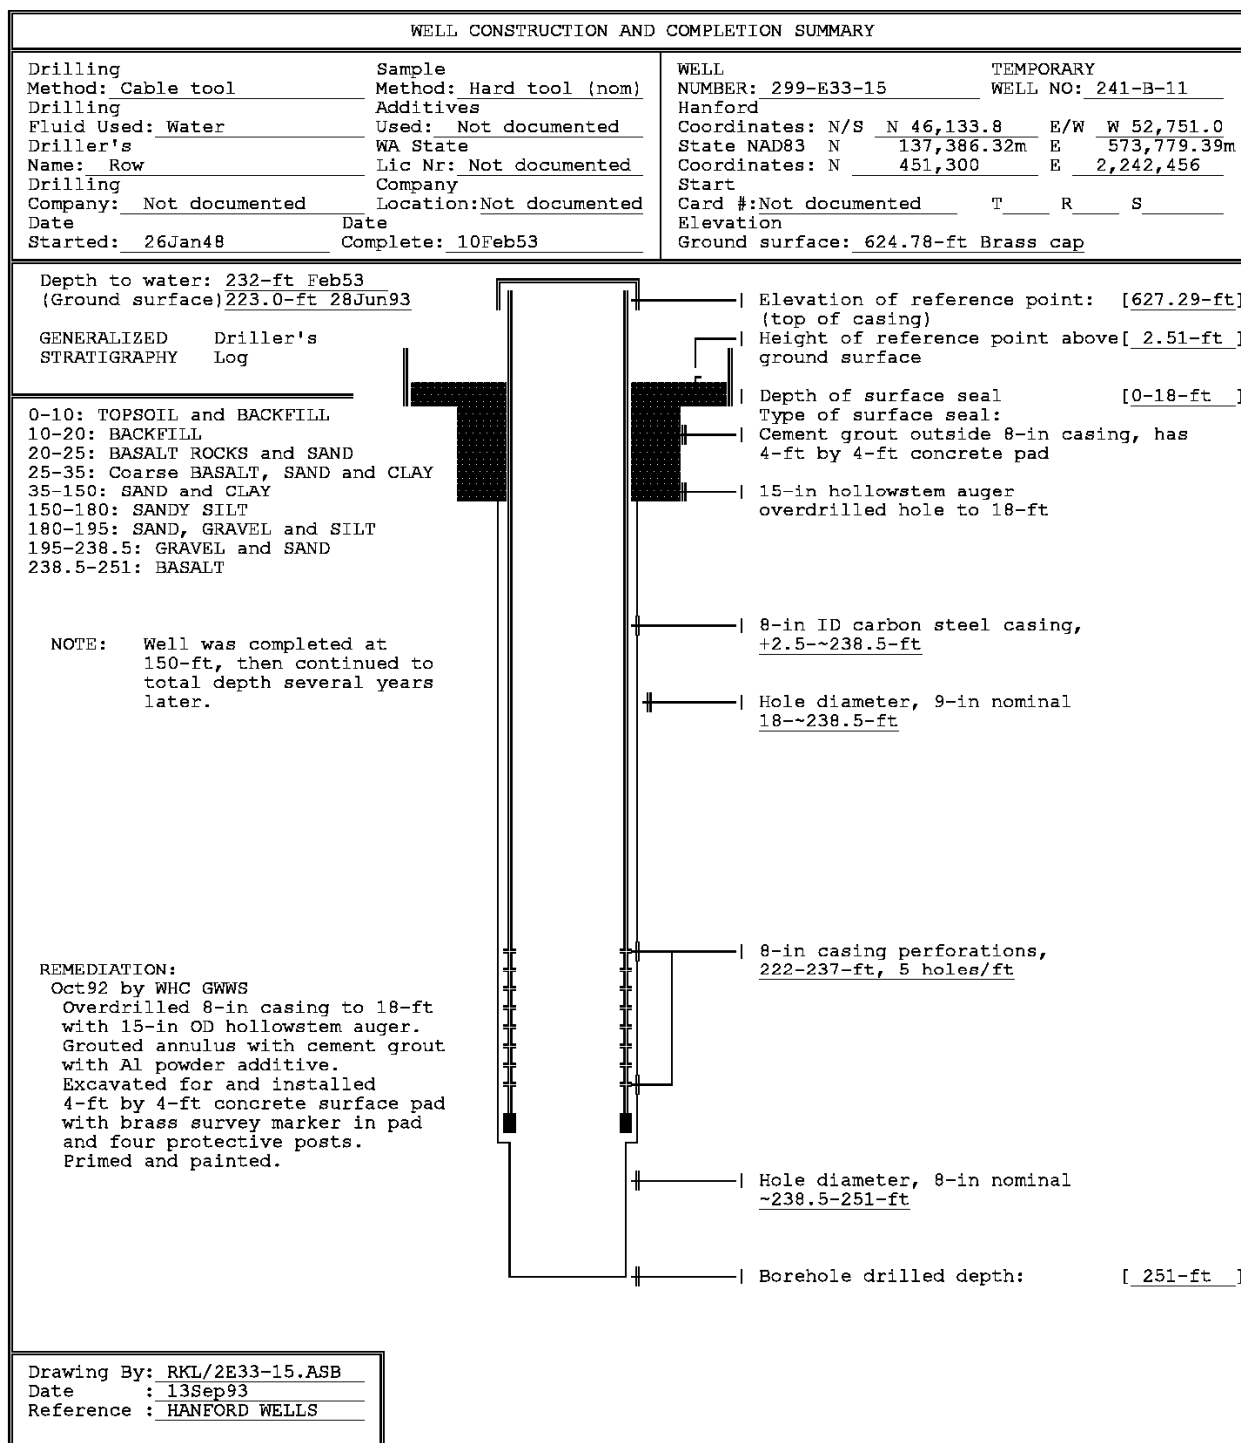 WELL CONSTRUCTION AND COMPLETION SUMMARY
Drilling Sample
Method: Cable tool Method: Hard tool (nom)
Drilling Additives
Fluid Used: Water Used: Not documented
Driller's WA State
Name: Row Lic Nr: Not documented
Drilling Company
Company: Not documented Location: Not documented
Date Date
Started: 26Jan48 Complete: 10Feb53
WELL TEMPORARY
NUMBER: 299-E33-15 WELL NO: 241-B-11
Hanford
Coordinates: N/S N 46,133.8 E/W W 52,751.0
State NAD83 N 137,386.32m E 573,779.39m
Coordinates: N 451,300 E 2,242,456
Start
Card #: Not documented T R S
Elevation
Ground surface: 624.78-ft Brass cap
Depth to water: 232-ft Feb53
(Ground surface) 223.0-ft 28Jun93
GENERALIZED Driller's
STRATIGRAPHY Log
0-10: TOPSOIL and BACKFILL
10-20: BACKFILL
20-25: BASALT ROCKS and SAND
25-35: Coarse BASALT, SAND and CLAY
35-150: SAND and CLAY
150-180: SANDY SILT
180-195: SAND, GRAVEL and SILT
195-238.5: GRAVEL and SAND
238.5-251: BASALT
NOTE: Well was completed at
150-ft, then continued to
total depth several years
later.
REMEDIATION:
Oct92 by WHC GWWS
Overdrilled 8-in casing to 18-ft
with 15-in OD hollowstem auger.
Grouted annulus with cement grout
with Al powder additive.
Excavated for and installed
4-ft by 4-ft concrete surface pad
with brass survey marker in pad
and four protective posts.
Primed and painted.
Elevation of reference point: [627.29-ft]
(top of casing)
Height of reference point above [ 2.51-ft ]
ground surface
Depth of surface seal [0-18-ft ]
Type of surface seal:
Cement grout outside 8-in casing, has
4-ft by 4-ft concrete pad
15-in hollowstem auger
overdrilled hole to 18-ft
8-in ID carbon steel casing,
+2.5-~238.5-ft
Hole diameter, 9-in nominal
18-~238.5-ft
8-in casing perforations,
222-237-ft, 5 holes/ft
Hole diameter, 8-in nominal
~238.5-251-ft
Borehole drilled depth: [ 251-ft ]
Drawing By: RKL/2E33-15.ASB
Date : 13Sep93
Reference : HANFORD WELLS